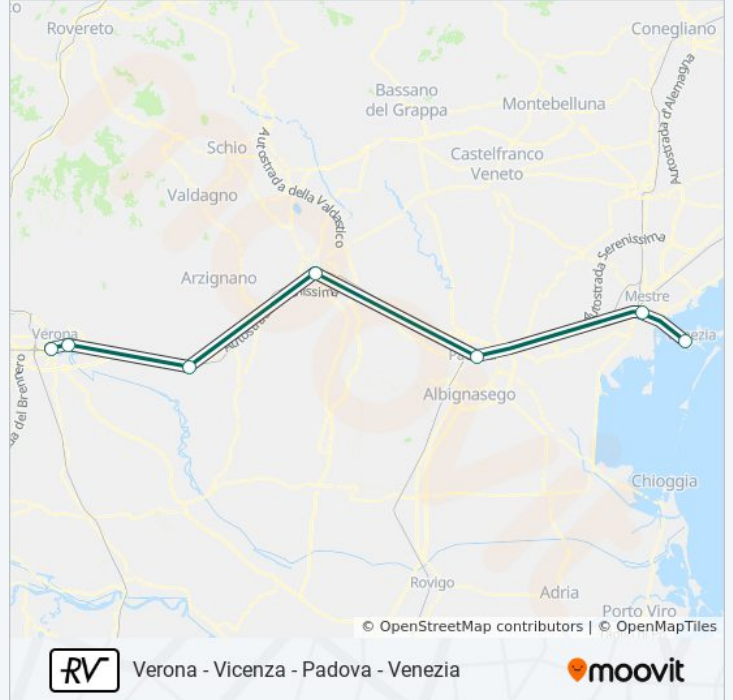 Rovereto
Conegliano
Bassano
del Grappa
Montebelluna
Autostrada d'Alemagna
Schio
Autostrada della Valdastico
Castelfranco
Veneto
Valdagno
Autostrada Serenissima
Arzignano
Mestre
Verona
Albignasego
Chioggia
Rovigo
Adria
Porto Viro
© OpenStreetMap contributors | © OpenMapTiles
RV
Verona - Vicenza - Padova - Venezia
moovit